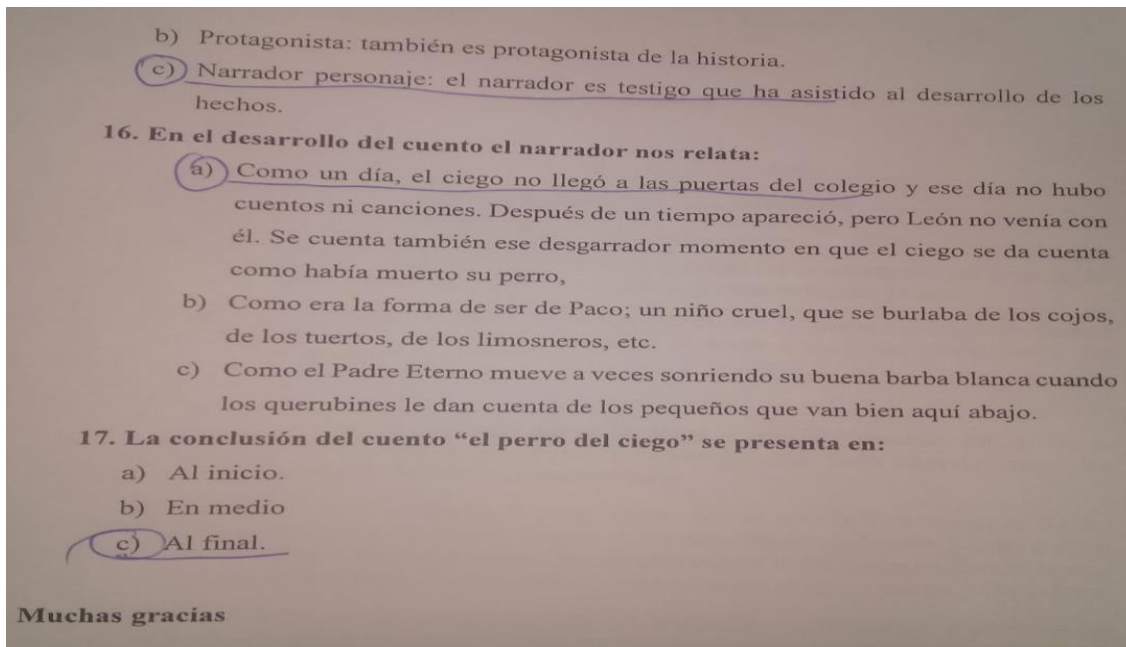 b) Protagonista: también es protagonista de la historia.
c) Narrador personaje: el narrador es testigo que ha asistido al desarrollo de los
hechos.
16. En el desarrollo del cuento el narrador nos relata:
a) Como un día, el ciego no llegó a las puertas del colegio y ese día no hubo
cuentos ni canciones. Después de un tiempo apareció, pero León no venía con
él. Se cuenta también ese desgarrador momento en que el ciego se da cuenta
como había muerto su perro,
b) Como era la forma de ser de Paco; un niño cruel, que se burlaba de los cojos,
de los tuertos, de los limosneros, etc.
c) Como el Padre Eterno mueve a veces sonriendo su buena barba blanca cuando
los querubines le dan cuenta de los pequeños que van bien aquí abajo.
17. La conclusión del cuento “el perro del ciego” se presenta en:
a) Al inicio.
b) En medio
c) Al final.
Muchas gracias